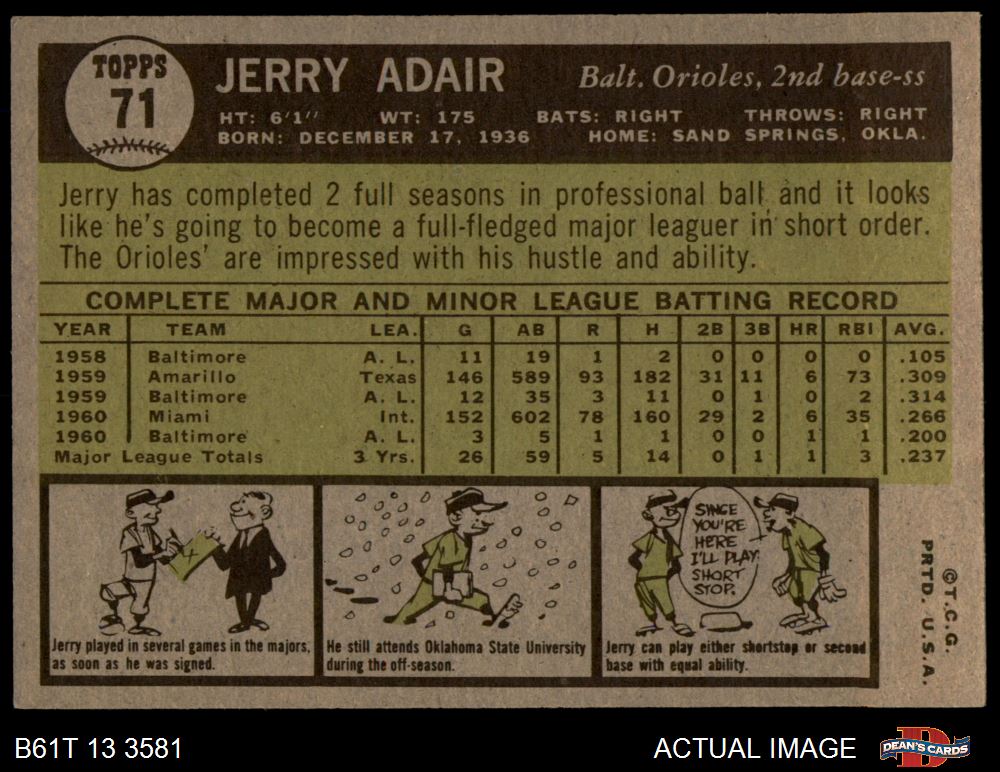 TOPPS
71
JERRY ADAIR
Balt. Orioles, 2nd base-ss
HT: 6'1" WT: 175 BATS: RIGHT THROWS: RIGHT
BORN: DECEMBER 17, 1936 HOME: SAND SPRINGS, OKLA.
Jerry has completed 2 full seasons in professional ball and it looks
like he's going to become a full-fledged major leaguer in short order.
The Orioles' are impressed with his hustle and ability.
COMPLETE MAJOR AND MINOR LEAGUE BATTING RECORD
YEAR TEAM LEA. G AB R H 2B 3B HR RBI AVG.
1958 Baltimore A. L. 11 19 1 2 0 0 0 0 .105
1959 Amarillo Texas 146 589 93 182 31 11 6 73 .309
1959 Baltimore A. L. 12 35 3 11 0 1 0 2 .314
1960 Miami Int. 152 602 78 160 29 2 6 35 .266
1960 Baltimore A. L. 3 5 1 1 0 0 1 1 .200
Major League Totals 3 Yrs. 26 59 5 14 0 1 1 3 .237
X
Jerry played in several games in the majors,
as soon as he was signed.
He still attends Oklahoma State University
during the off-season.
SINCE
YOU'RE
HERE
I'LL PLAY
SHORT
STOP.
Jerry can play either shortstop or second
base with equal ability.
© T.C.G.
PRTD. U.S.A.
B61T 13 3581
ACTUAL IMAGE
D
DEAN'S CARDS